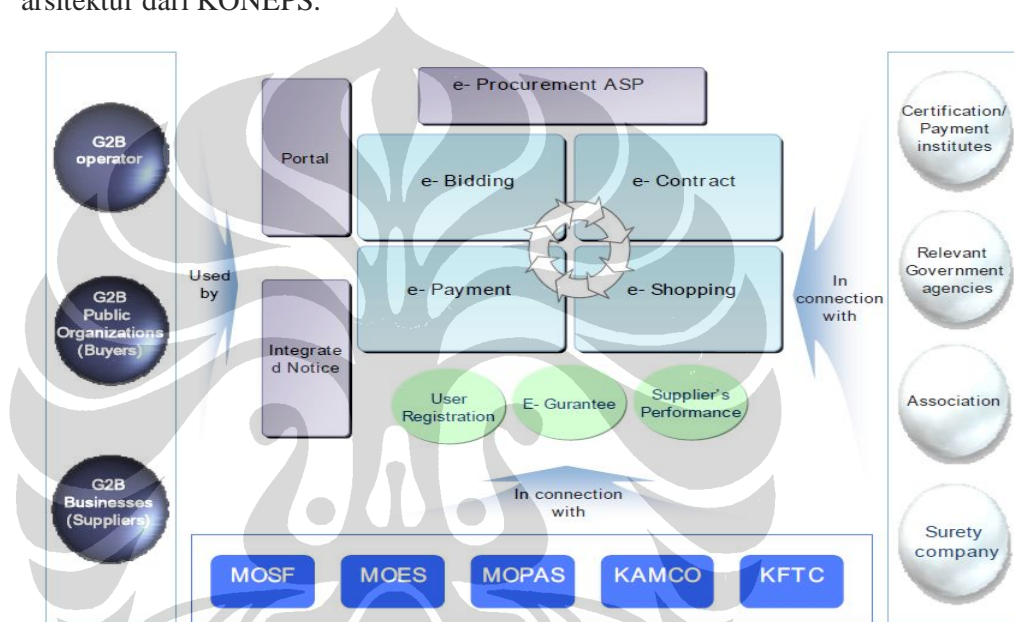 arsitektur dari KONEPS.
G2B
operator
G2B
Public
Organizations
(Buyers)
G2B
Businesses
(Suppliers)
Used
by
Portal
Integrate
d Notice
e- Procurement ASP
e- Bidding
e- Contract
e- Payment
e- Shopping
User
Registration
E- Gurantee
Supplier's
Performance
In connection
with
MOSF
MOES
MOPAS
KAMCO
KFTC
In
connection
with
Certification/
Payment
institutes
Relevant
Government
agencies
Association
Surety
company